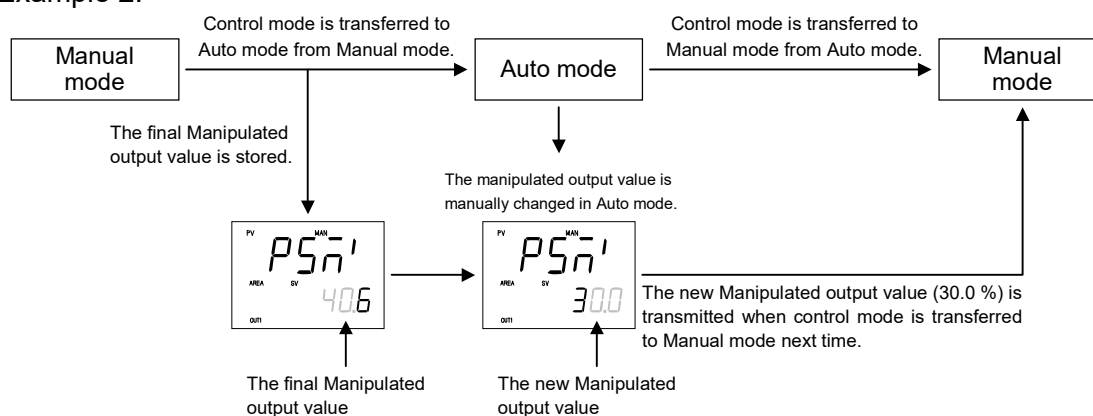 Example 2:
Control mode is transferred to
Auto mode from Manual mode.
Control mode is transferred to
Manual mode from Auto mode.
Manual
mode
Auto mode
Manual
mode
The final Manipulated
output value is stored.
The manipulated output value is
manually changed in Auto mode.
PV
MAN
PSM1
AREA
SV
40.6
OUT1
PV
MAN
PSM1
AREA
SV
30.0
OUT1
The new Manipulated output value (30.0 %) is
transmitted when control mode is transferred
to Manual mode next time.
The final Manipulated
output value
The new Manipulated
output value